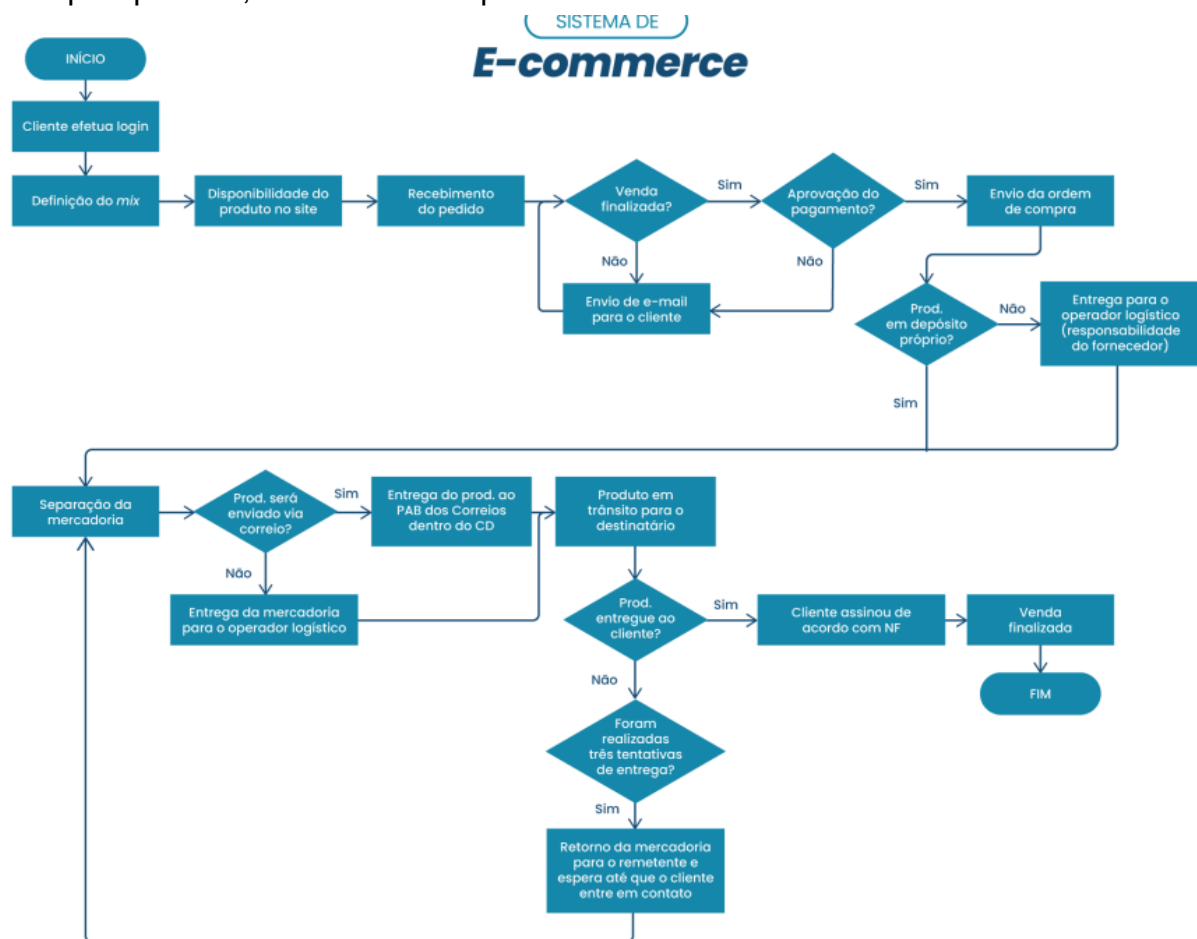 SISTEMA DE
E-commerce
INÍCIO
Cliente efetua login
Definição do mix
Disponibilidade do
produto no site
Recebimento
do pedido
Venda
finalizada?
Sim
Não
Envio de e-mail
para o cliente
Aprovação do
pagamento?
Sim
Não
Envio da ordem
de compra
Prod.
em depósito
próprio?
Não
Sim
Entrega para o
operador logístico
(responsabilidade
do fornecedor)
Separação da
mercadoria
Prod. será
enviado via
correio?
Sim
Não
Entrega do prod. ao
PAB dos Correios
dentro do CD
Entrega da mercadoria
para o operador logístico
Produto em
trânsito para o
destinatário
Prod.
entregue ao
cliente?
Sim
Não
Cliente assinou de
acordo com NF
Venda
finalizada
FIM
Foram
realizadas
três tentativas
de entrega?
Sim
Retorno da mercadoria
para o remetente e
espera até que o cliente
entre em contato